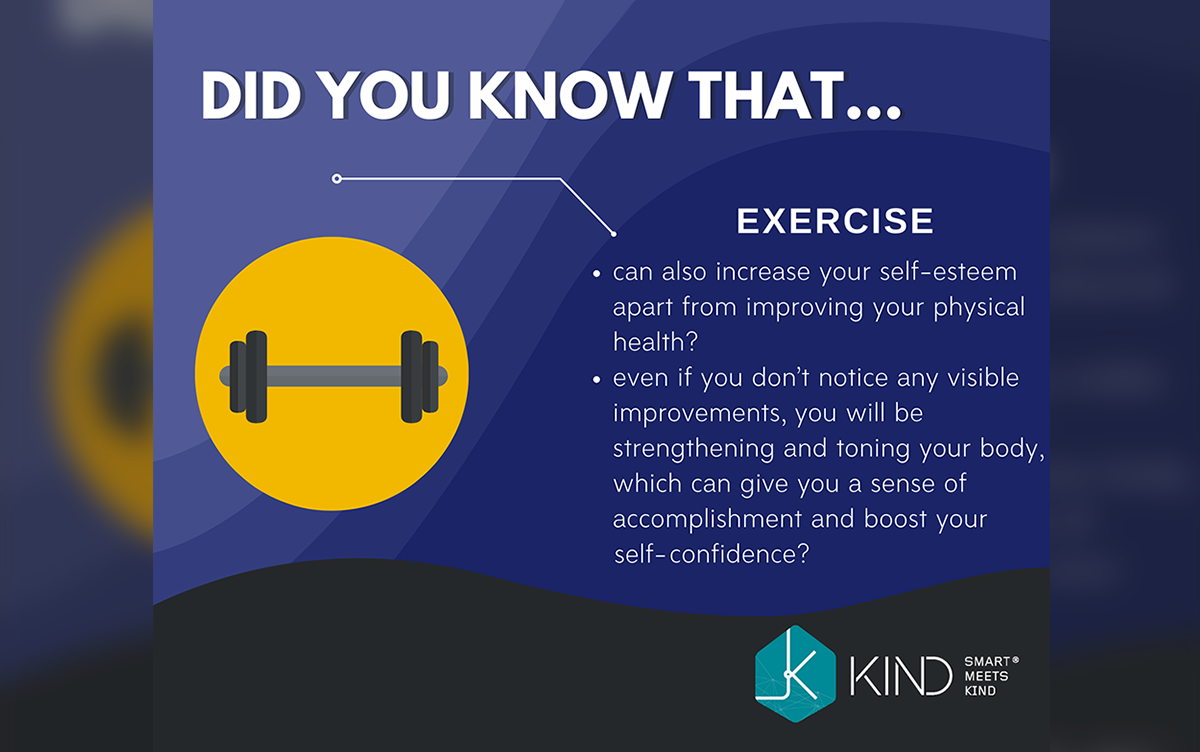 DID YOU KNOW THAT...
EXERCISE
• can also increase your self-esteem
apart from improving your physical
health?
• even if you don't notice any visible
improvements, you will be
strengthening and toning your body,
which can give you a sense of
accomplishment and boost your
self-confidence?
KIND
SMART®
MEETS
KIND